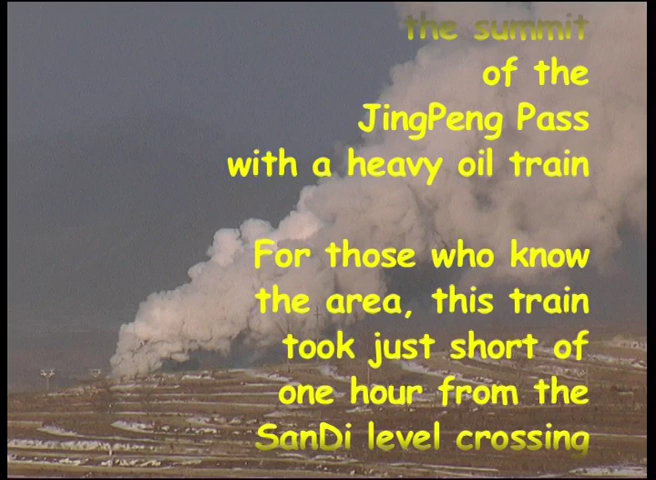 the summit
of the
JingPeng Pass
with a heavy oil train
For those who know
the area, this train
took just short of
one hour from the
SanDi level crossing